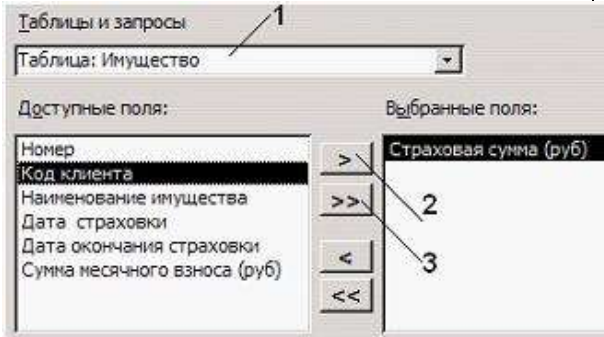 Таблицы и запросы
1
Таблица: Имущество
Доступные поля:
Выбранные поля:
Номер
Код клиента
Наименование имущества
Дата страховки
Дата окончания страховки
Сумма месячного взноса (руб)
>
>>
<
<<
Страховая сумма (руб)
2
3